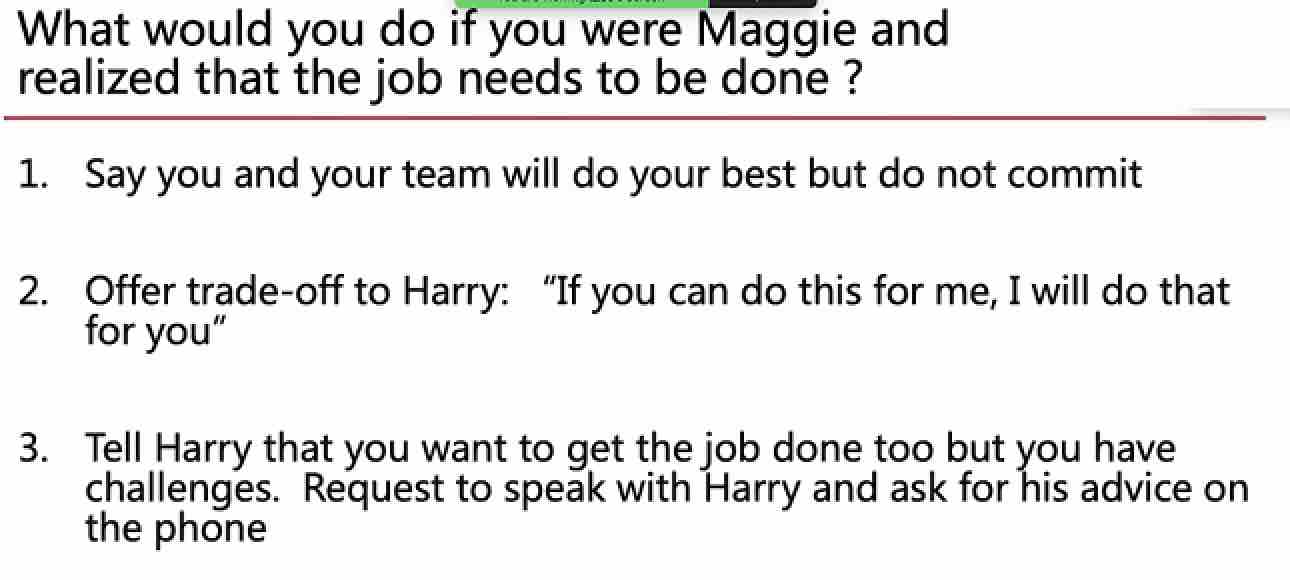 What would you do if you were Maggie and
realized that the job needs to be done ?
1. Say you and your team will do your best but do not commit
2. Offer trade-off to Harry: “If you can do this for me, I will do that
for you“
3. Tell Harry that you want to get the job done too but you have
challenges. Request to speak with Harry and ask for his advice on
the phone